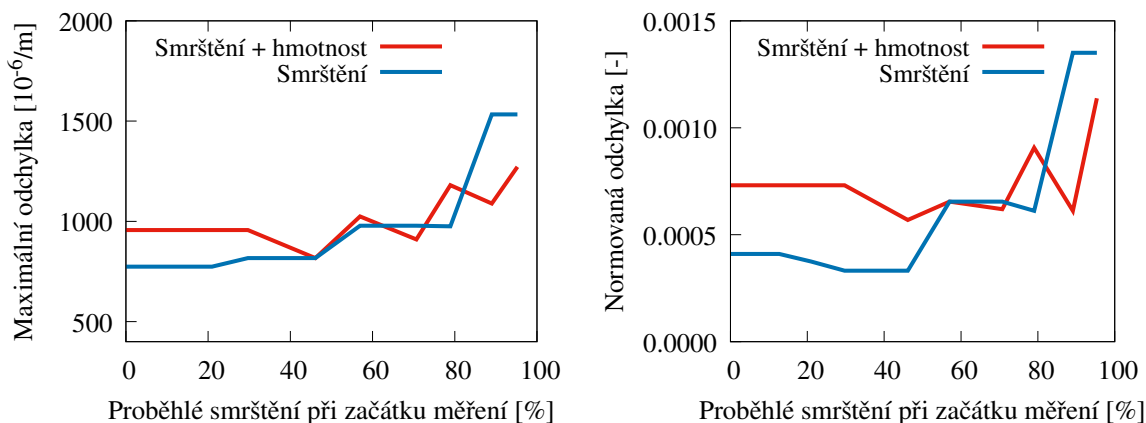 Maximální odchylka [10⁻⁶/m]
2000
1500
1000
500
Smrštění + hmotnost
Smrštění
0 20 40 60 80 100
Proběhlé smrštění při začátku měření [%]
Normovaná odchylka [-]
0.0015
0.0010
0.0005
0.0000
Smrštění + hmotnost
Smrštění
0 20 40 60 80 100
Proběhlé smrštění při začátku měření [%]